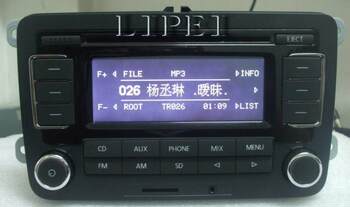 LIPEI
EJECT
F+ ◄ FILE MP3 ►INFO
026 杨丞琳 .暧昧.
F- ◄ ROOT TR026 01:09 ►LIST
CD AUX PHONE MIX MENU
FM AM SD